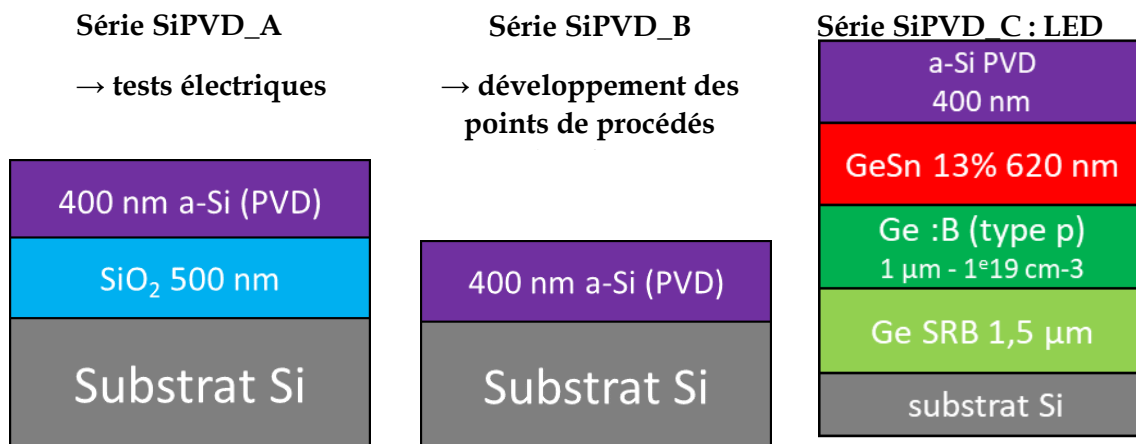 Série SiPVD_A
→ tests électriques
400 nm a-Si (PVD)
SiO₂ 500 nm
Substrat Si
Série SiPVD_B
→ développement des
points de procédés
400 nm a-Si (PVD)
Substrat Si
Série SiPVD_C : LED
a-Si PVD
400 nm
GeSn 13% 620 nm
Ge :B (type p)
1 µm - 1ᵉ19 cm-3
Ge SRB 1,5 µm
substrat Si